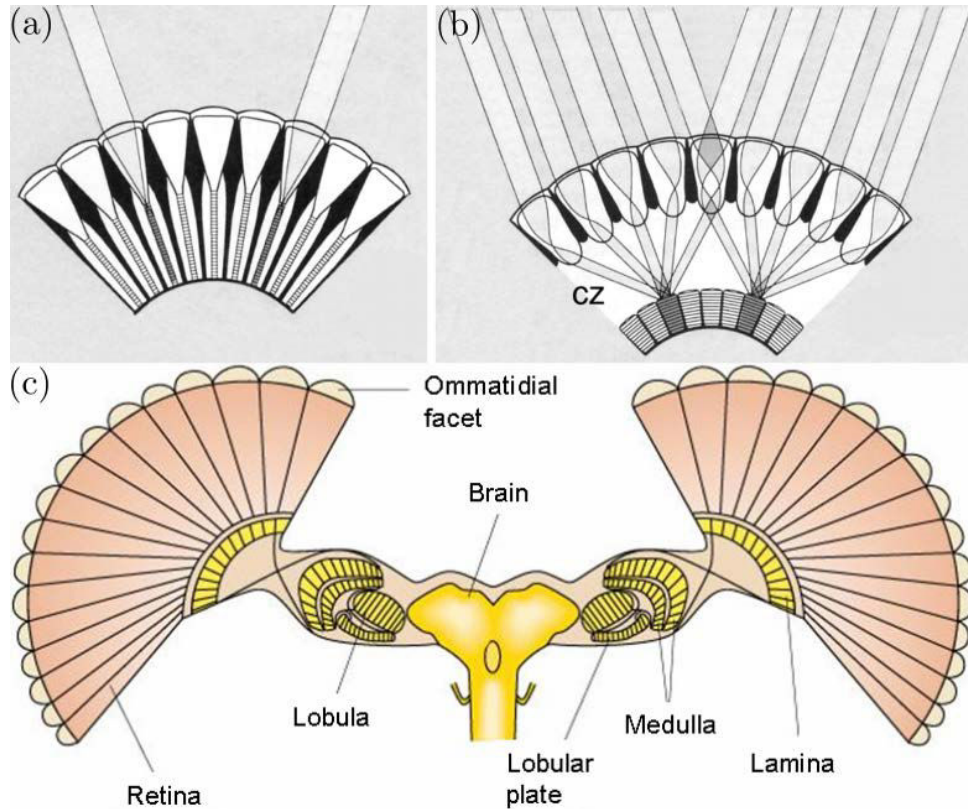 (a)
(b)
CZ
(c)
Ommatidial
facet
Brain
Lobula
Medulla
Lobular
plate
Lamina
Retina